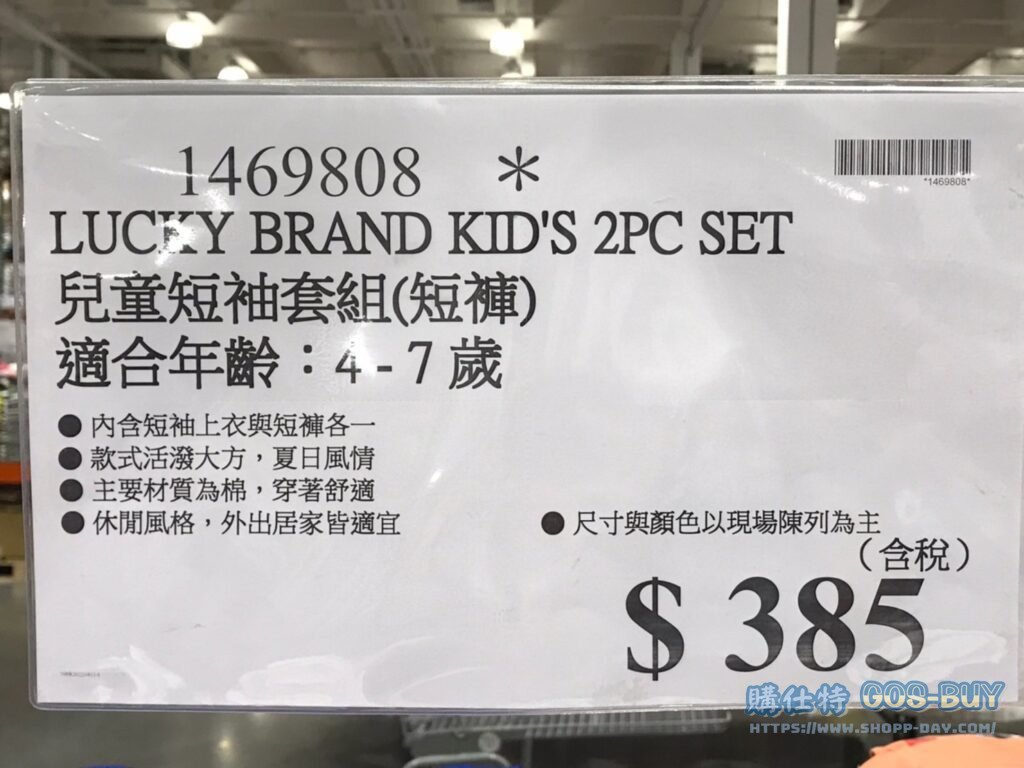 1469808 *
*1469808*
LUCKY BRAND KID'S 2PC SET
兒童短袖套組(短褲)
適合年齡：4 - 7 歲
● 內含短袖上衣與短褲各一
● 款式活潑大方，夏日風情
● 主要材質為棉，穿著舒適
● 休閒風格，外出居家皆適宜
● 尺寸與顏色以現場陳列為主
（含稅）
$ 385
購仕特 COS-BUY
HTTPS://WWW.SHOPP-DAY.COM/